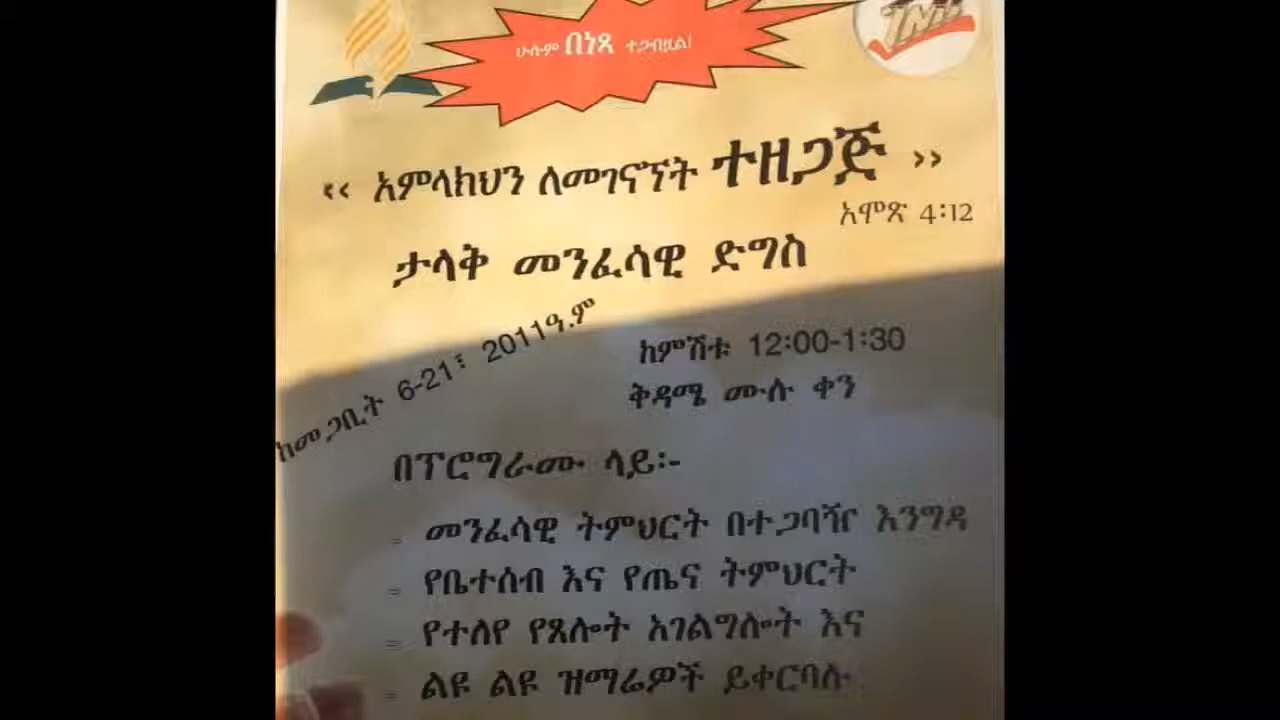 ሁሉም በነጻ ተጋብዟል!
TMI
‹‹ አምላክህን ለመገናኘት ተዘጋጅ ››
አሞጽ 4፡12
ታላቅ መንፈሳዊ ድግስ
ከመጋቢት 6-21፣ 2011ዓ.ም
ከምሽቱ 12፡00-1፡30
ቅዳሜ ሙሉ ቀን
በፕሮግራሙ ላይ፡-
መንፈሳዊ ትምህርት በተጋባዥ እንግዳ
የቤተሰብ እና የጤና ትምህርት
የተለየ የጸሎት አገልግሎት እና
ልዩ ልዩ ዝማሬዎች ይቀርባሉ